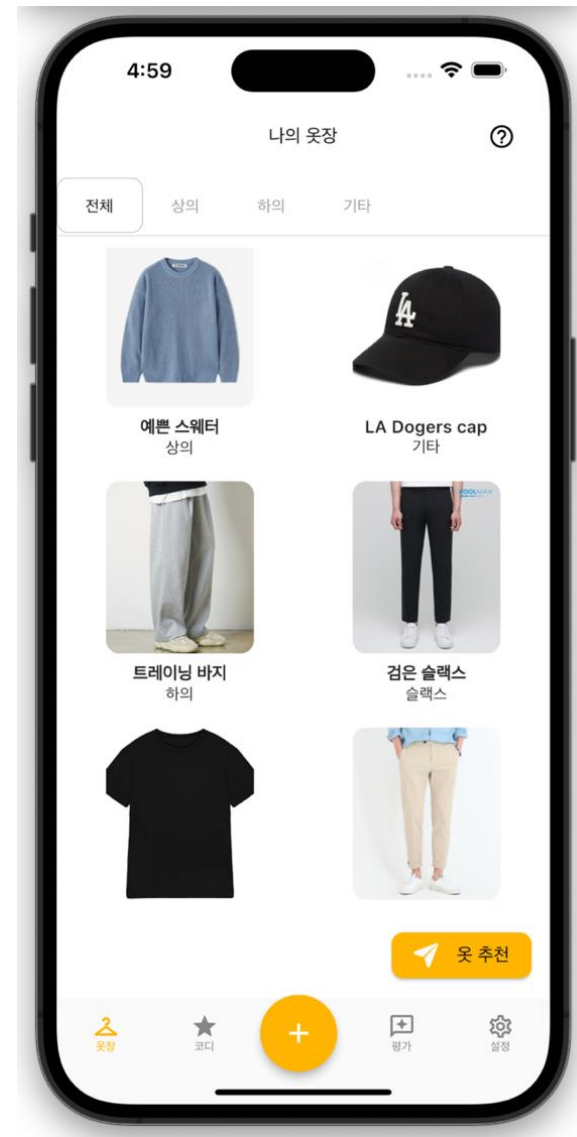 4:59
나의 옷장
전체 상의 하의 기타
LA
예쁜 스웨터
상의
LA Dogers cap
기타
COOLMAX
트레이닝 바지
하의
검은 슬랙스
슬랙스
옷 추천
옷장 코디 + 평가 설정